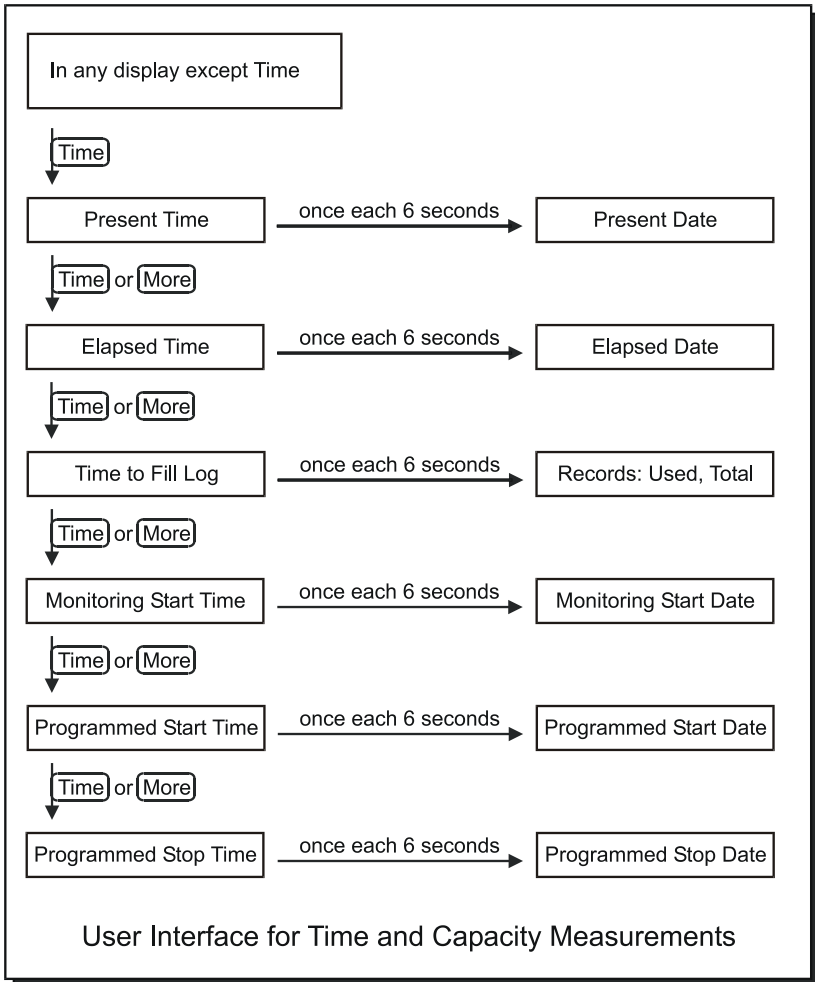 In any display except Time
Time
Present Time
once each 6 seconds
Present Date
Time or More
Elapsed Time
once each 6 seconds
Elapsed Date
Time or More
Time to Fill Log
once each 6 seconds
Records: Used, Total
Time or More
Monitoring Start Time
once each 6 seconds
Monitoring Start Date
Time or More
Programmed Start Time
once each 6 seconds
Programmed Start Date
Time or More
Programmed Stop Time
once each 6 seconds
Programmed Stop Date
User Interface for Time and Capacity Measurements